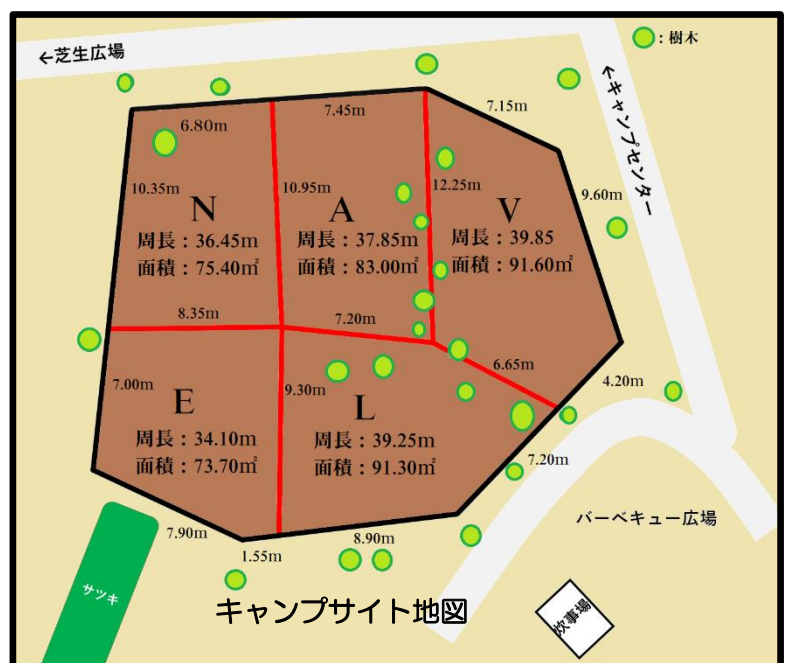 ←芝生広場
：樹木
←キャンプセンター
6.80m
7.45m
7.15m
10.35m
10.95m
12.25m
9.60m
N
周長：36.45m
面積：75.40㎡
A
周長：37.85m
面積：83.00㎡
V
周長：39.85
面積：91.60㎡
8.35m
7.20m
6.65m
4.20m
7.00m
9.30m
E
周長：34.10m
面積：73.70㎡
L
周長：39.25m
面積：91.30㎡
7.20m
7.90m
1.55m
8.90m
バーベキュー広場
サツキ
キャンプサイト地図
炊事場